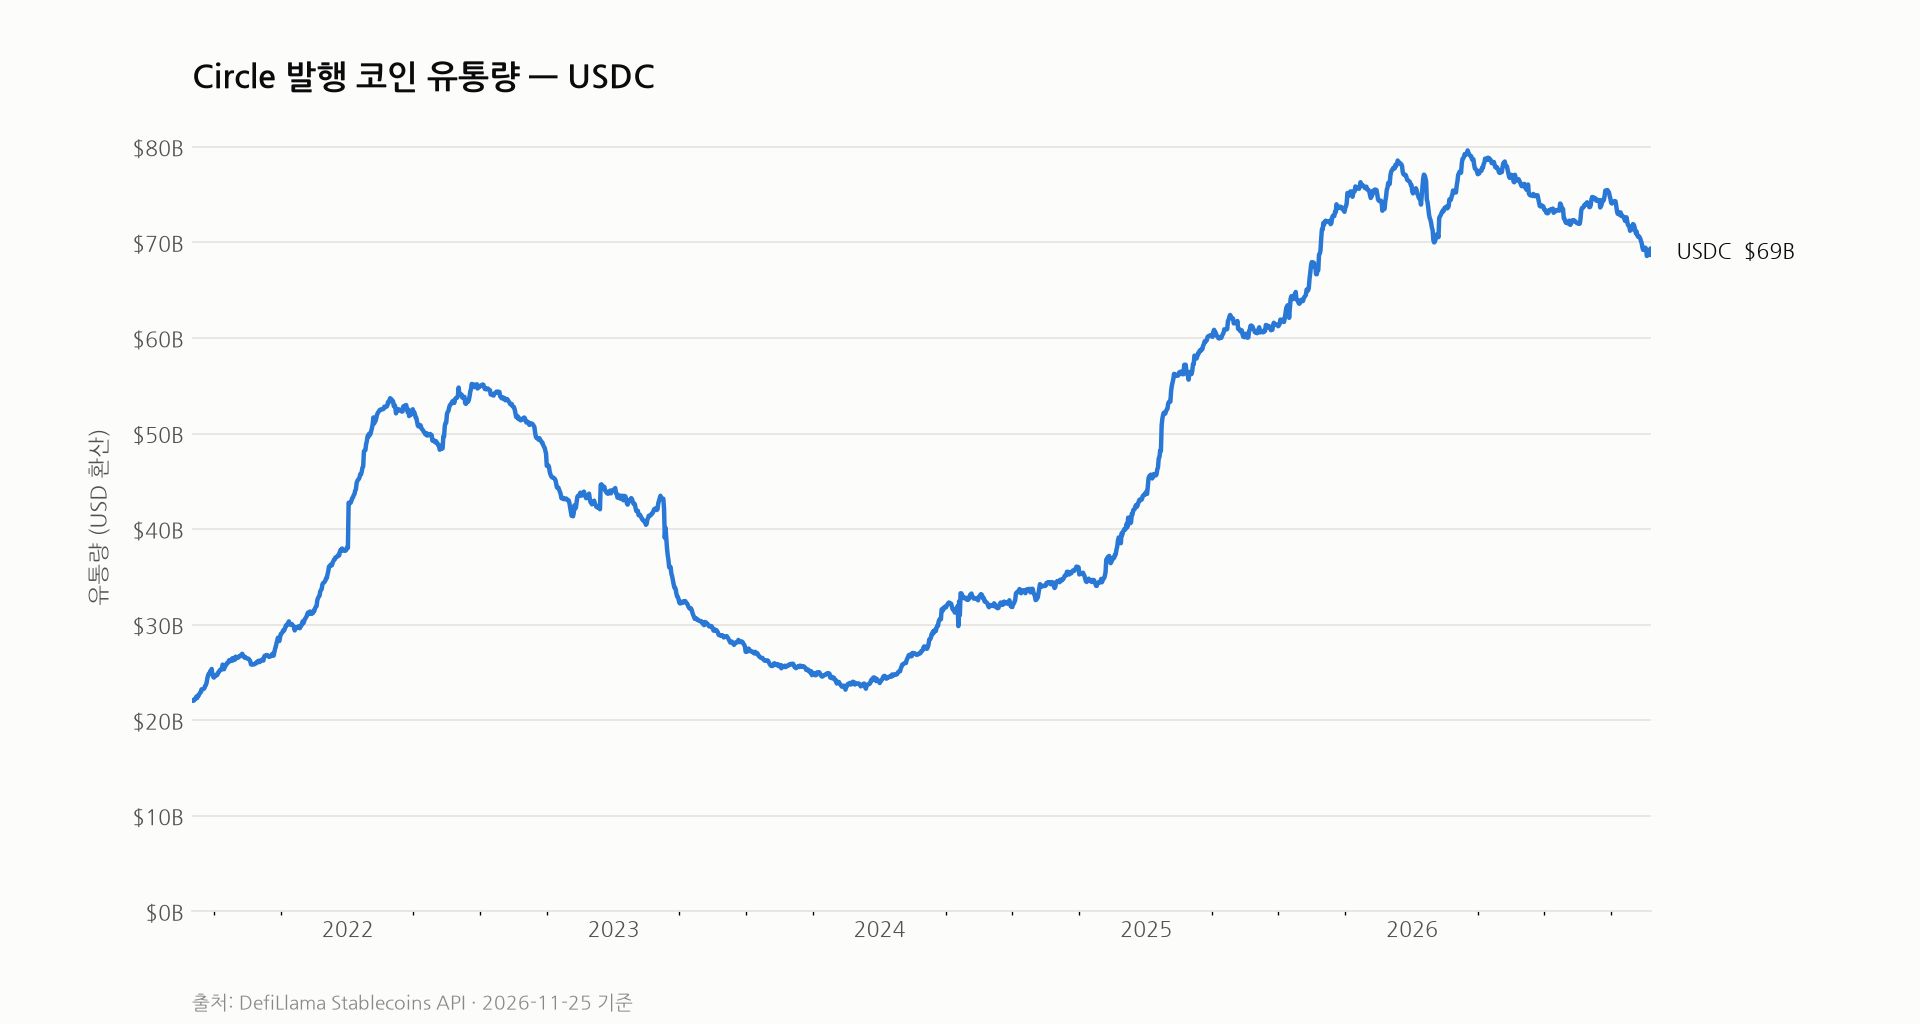 Circle 발행 코인 유통량 — USDC
$80B
$70B
$60B
$50B
$40B
$30B
$20B
$10B
$0B
유통량 (USD 환산)
USDC $69B
2022
2023
2024
2025
2026
출처: DefiLlama Stablecoins API · 2026-11-25 기준